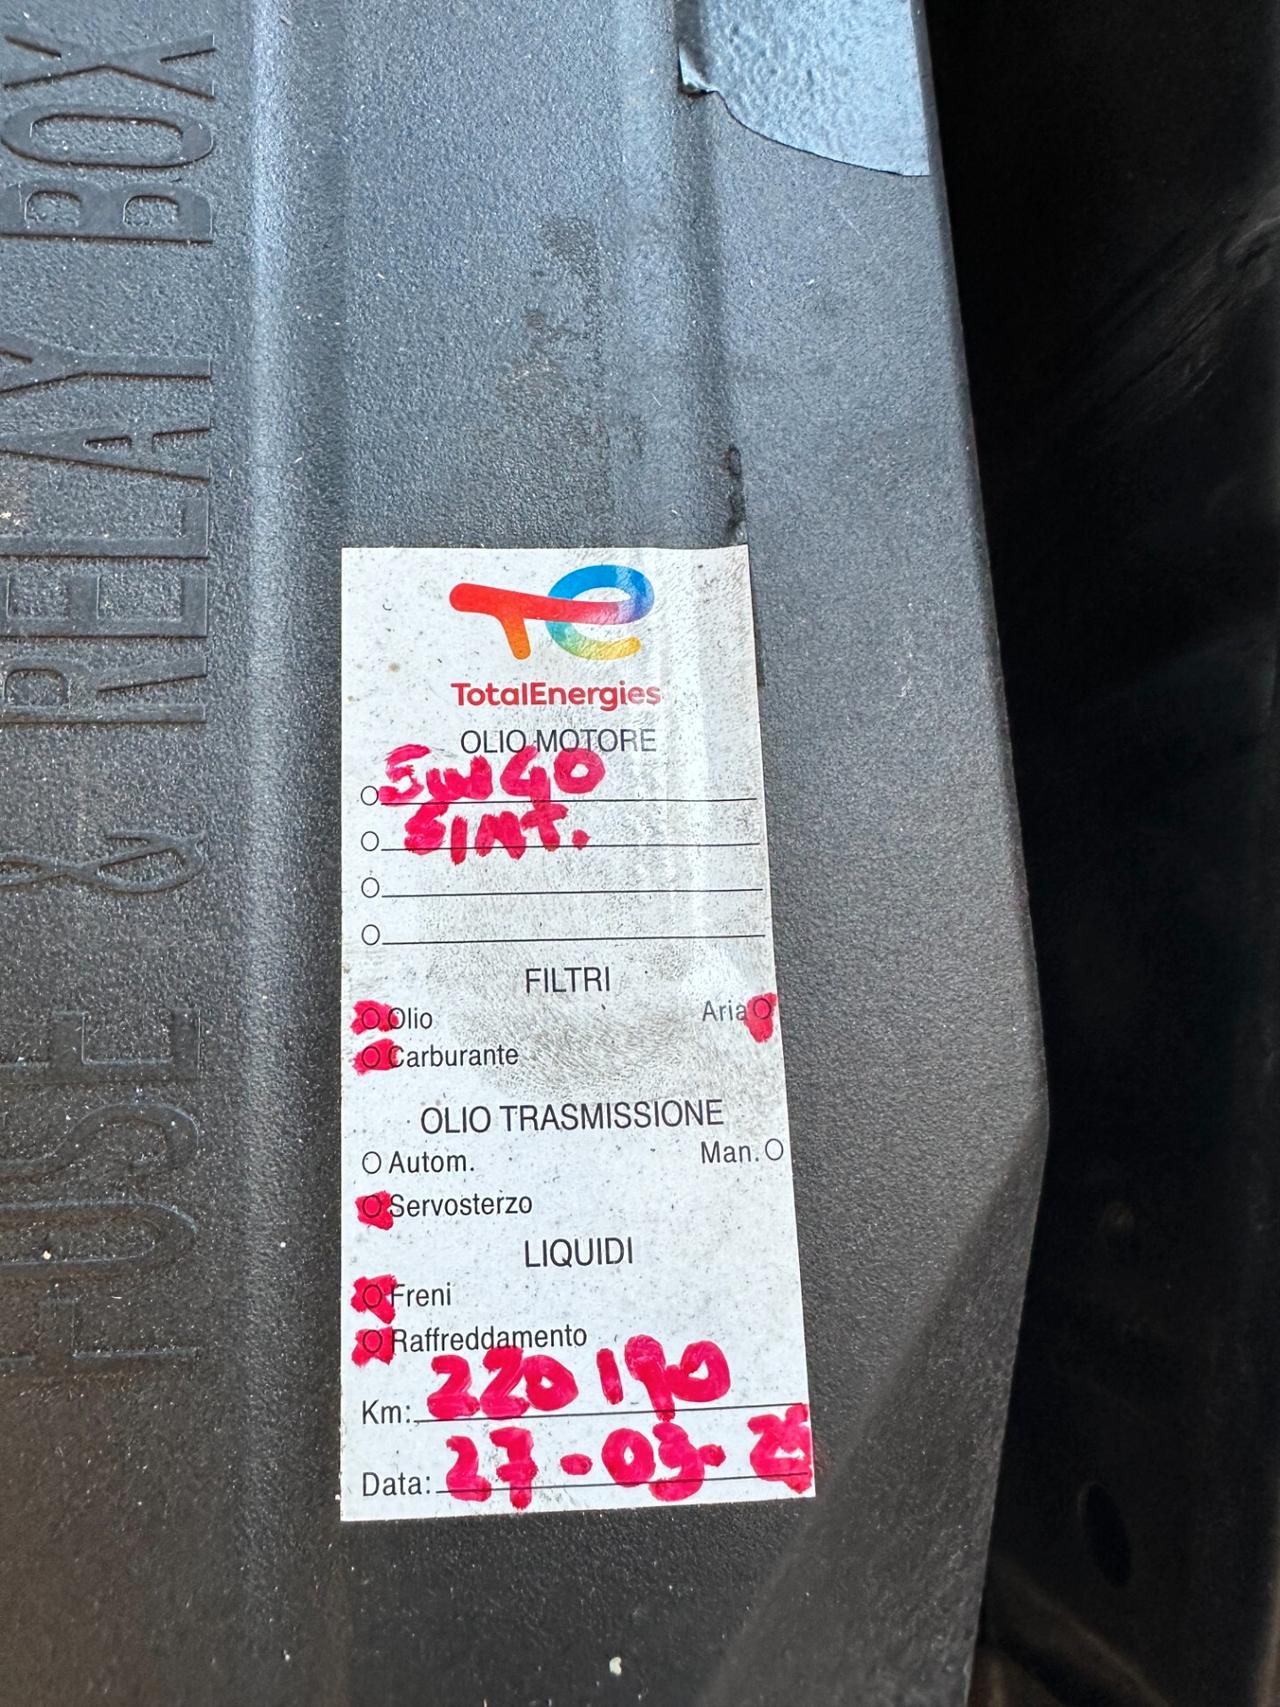 FUSE & RELAY BOX
TotalEnergies
OLIO MOTORE
5W40
SINT.
FILTRI
Olio Aria
Carburante
OLIO TRASMISSIONE
Autom. Man.
Servosterzo
LIQUIDI
Freni
Raffreddamento
Km: 220190
Data: 27-03-